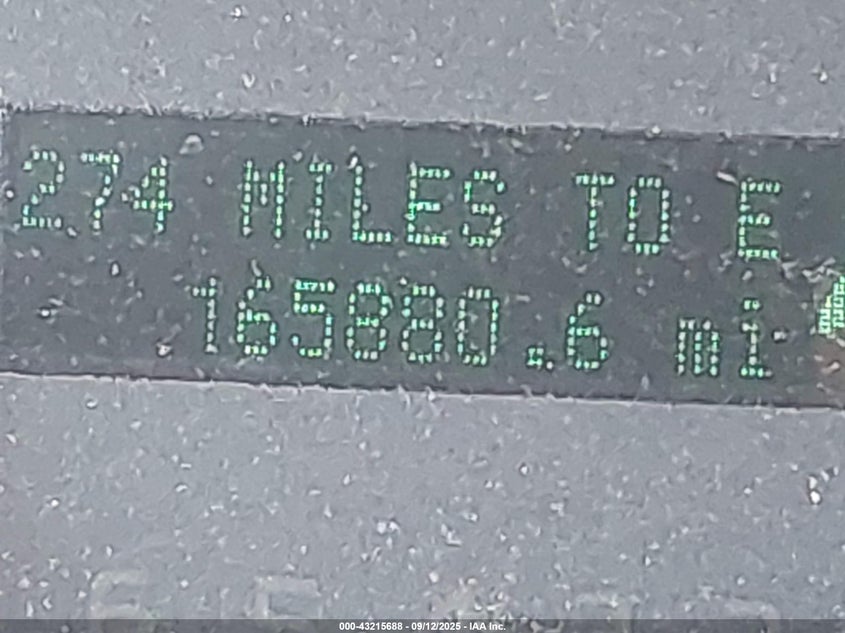 274 MILES TO E
165880.6 mi
000-43215688 - 09/12/2025 - IAA Inc.